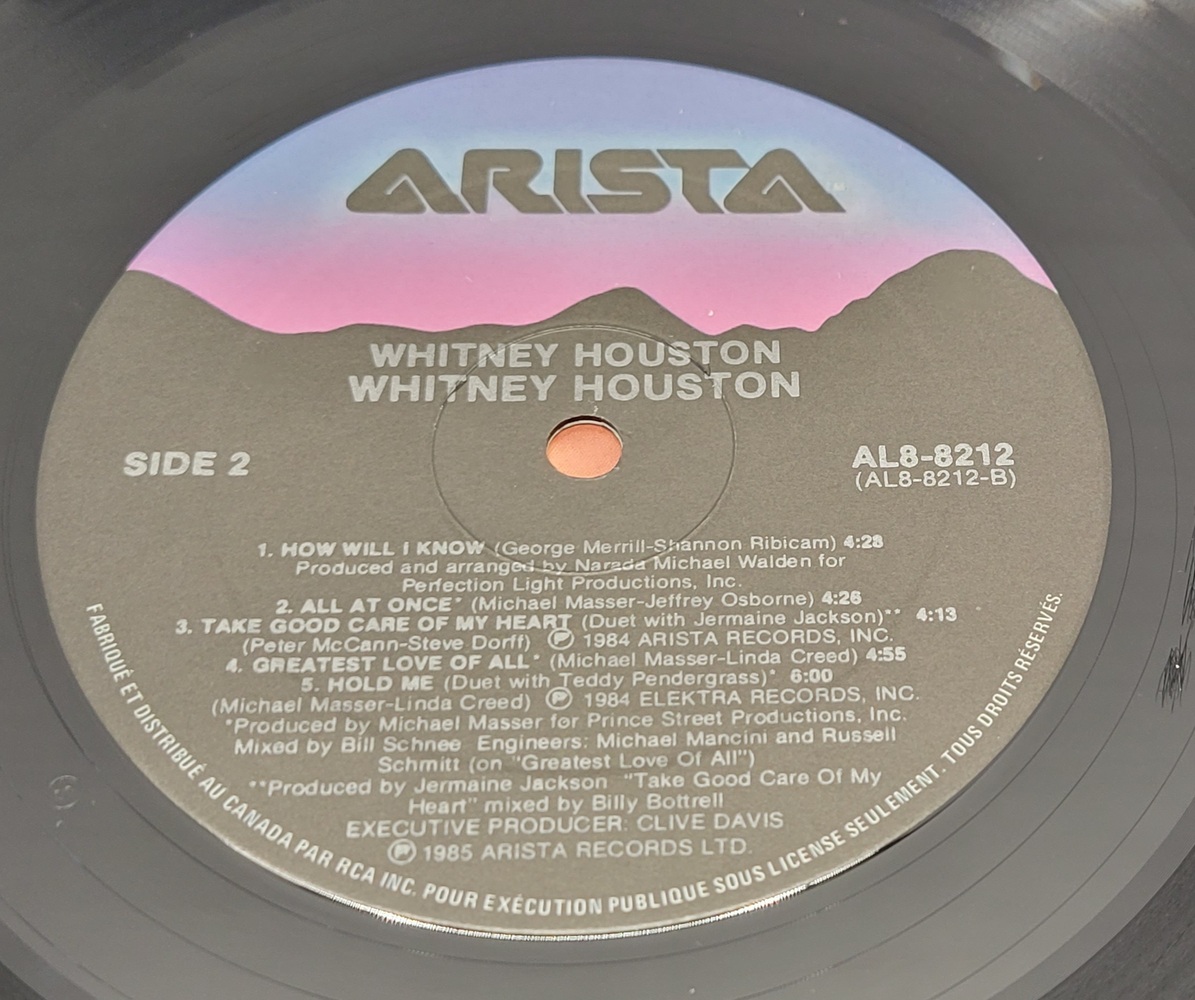 ARISTA
WHITNEY HOUSTON
WHITNEY HOUSTON
SIDE 2
AL8-8212
(AL8-8212-B)
1. HOW WILL I KNOW (George Merrill-Shannon Ribicam) 4:28
Produced and arranged by Narada Michael Walden for
Perfection Light Productions, Inc.
2. ALL AT ONCE* (Michael Masser-Jeffrey Osborne) 4:26
3. TAKE GOOD CARE OF MY HEART (Duet with Jermaine Jackson)** 4:13
(Peter McCann-Steve Dorff) Ⓟ 1984 ARISTA RECORDS, INC.
4. GREATEST LOVE OF ALL* (Michael Masser-Linda Creed) 4:55
5. HOLD ME (Duet with Teddy Pendergrass)* 6:00
(Michael Masser-Linda Creed) Ⓟ 1984 ELEKTRA RECORDS, INC.
*Produced by Michael Masser for Prince Street Productions, Inc.
Mixed by Bill Schnee Engineers: Michael Mancini and Russell
Schmitt (on "Greatest Love Of All")
**Produced by Jermaine Jackson "Take Good Care Of My
Heart" mixed by Billy Bottrell
EXECUTIVE PRODUCER: CLIVE DAVIS
Ⓟ 1985 ARISTA RECORDS LTD.
FABRIQUÉ ET DISTRIBUÉ AU CANADA PAR RCA INC. POUR EXÉCUTION PUBLIQUE SOUS LICENSE SEULEMENT. TOUS DROITS RÉSERVÉS.